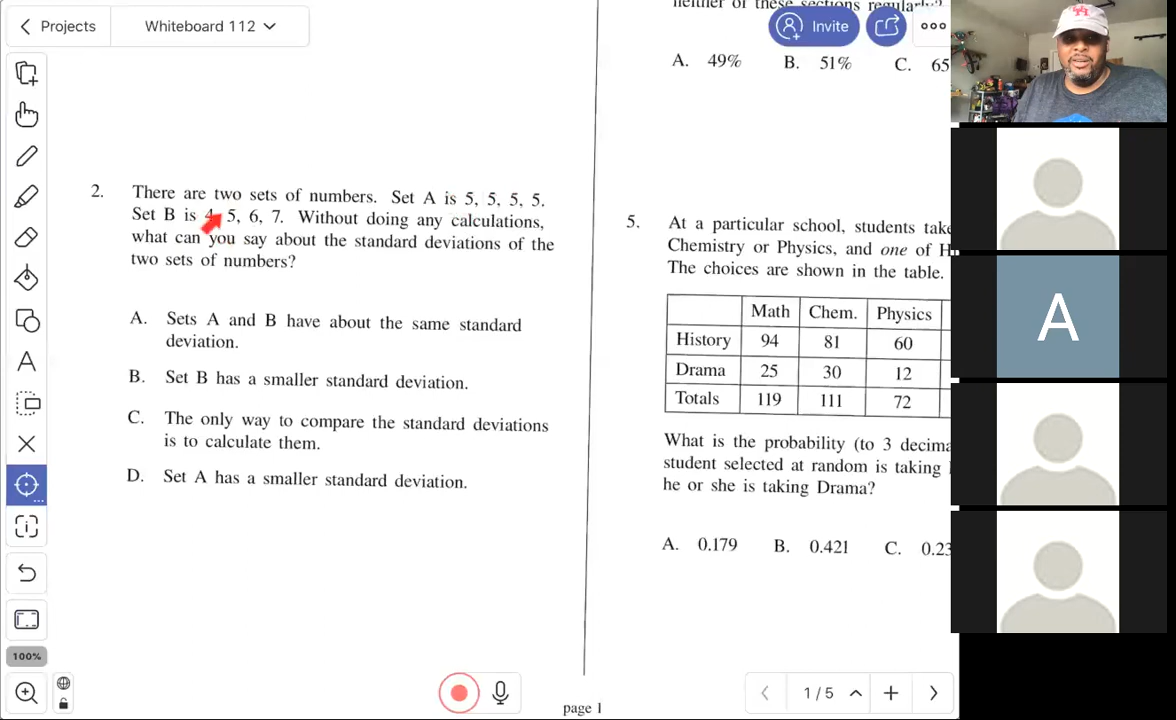 Projects
Whiteboard 112
neither of these sections regularly?
Invite
A. 49% B. 51% C. 65
2. There are two sets of numbers. Set A is 5, 5, 5, 5.
Set B is 4, 5, 6, 7. Without doing any calculations,
what can you say about the standard deviations of the
two sets of numbers?
A. Sets A and B have about the same standard
deviation.
B. Set B has a smaller standard deviation.
C. The only way to compare the standard deviations
is to calculate them.
D. Set A has a smaller standard deviation.
5. At a particular school, students take
Chemistry or Physics, and one of H
The choices are shown in the table.
Math Chem. Physics
History 94 81 60
Drama 25 30 12
Totals 119 111 72
What is the probability (to 3 decima
student selected at random is taking
he or she is taking Drama?
A. 0.179 B. 0.421 C. 0.23
A
A
100%
1/5
page 1